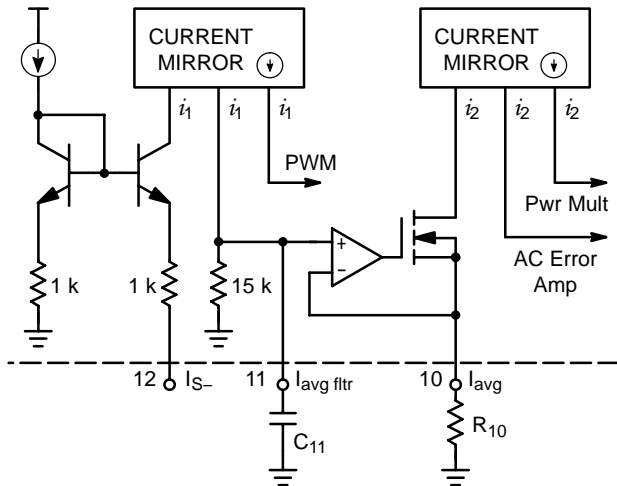 CURRENT
MIRROR
CURRENT
MIRROR
i1
i1
i1
i2
i2
i2
PWM
Pwr Mult
AC Error
Amp
+
–
1 k
1 k
15 k
12
IS–
11
Iavg fltr
10
Iavg
C11
R10